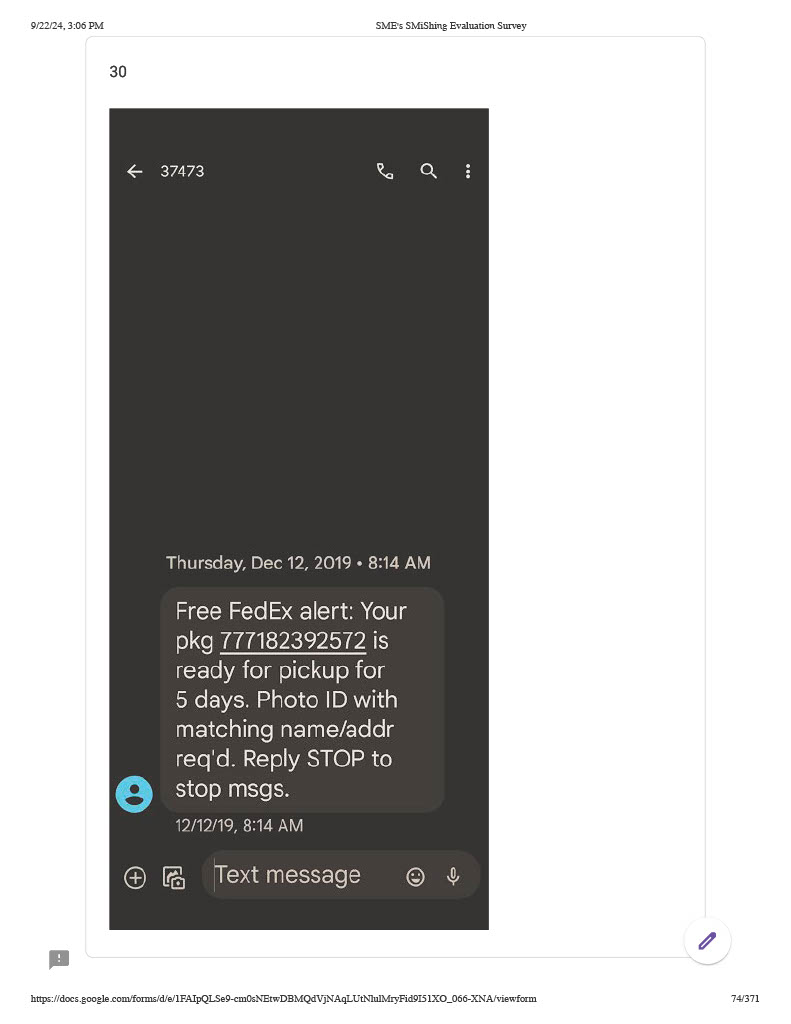 9/22/24, 3:06 PM
SME's SMiShing Evaluation Survey
30
37473
Thursday, Dec 12, 2019 • 8:14 AM
Free FedEx alert: Your
pkg 777182392572 is
ready for pickup for
5 days. Photo ID with
matching name/addr
req'd. Reply STOP to
stop msgs.
12/12/19, 8:14 AM
Text message
https://docs.google.com/forms/d/e/1FAIpQLSe9-cm0sNEtwDBMQdVjNAqLUtNlulMryFid9I51XO_066-XNA/viewform
74/371